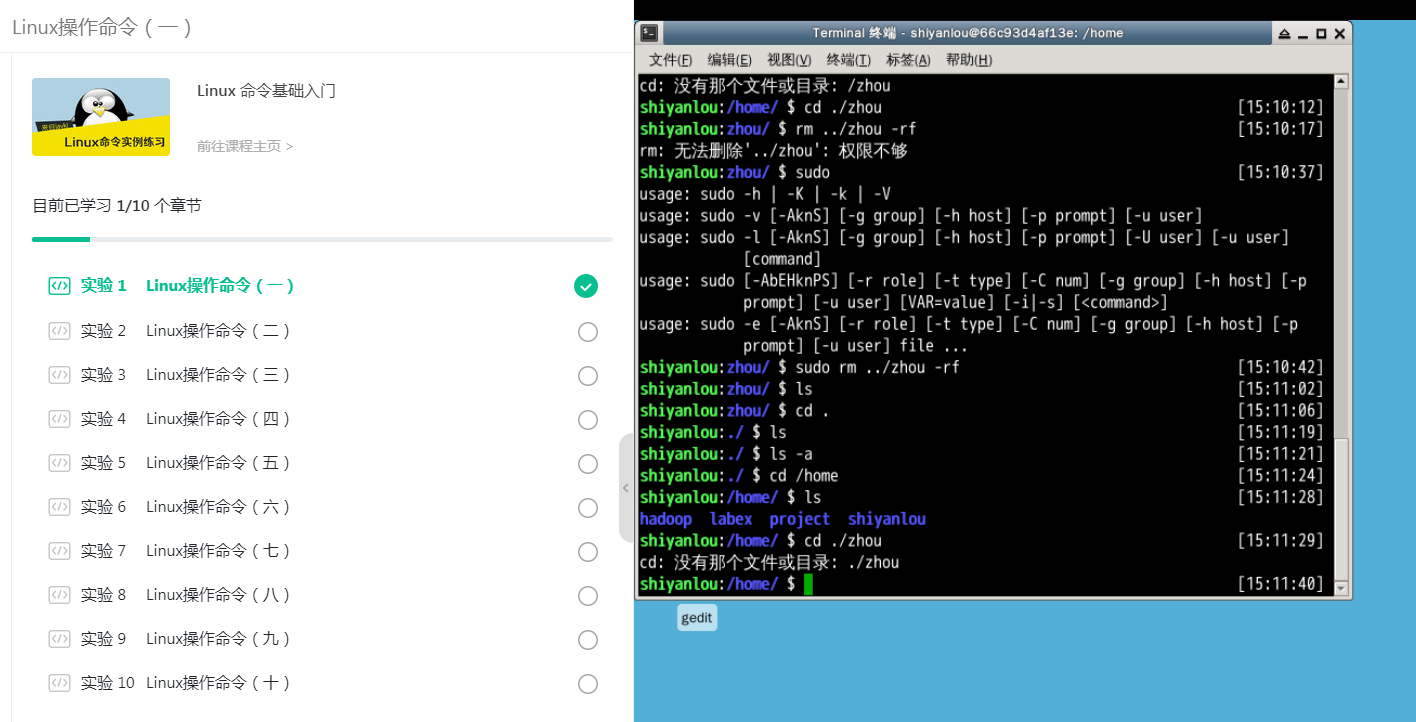 Linux操作命令（一）
Linux 命令基础入门
Linux命令实例练习
前往课程主页 >
目前已学习 1/10 个章节
实验 1 Linux操作命令（一）
实验 2 Linux操作命令（二）
实验 3 Linux操作命令（三）
实验 4 Linux操作命令（四）
实验 5 Linux操作命令（五）
实验 6 Linux操作命令（六）
实验 7 Linux操作命令（七）
实验 8 Linux操作命令（八）
实验 9 Linux操作命令（九）
实验 10 Linux操作命令（十）
Terminal 终端 - shiyanlou@66c93d4af13e: /home
文件(F) 编辑(E) 视图(V) 终端(T) 标签(A) 帮助(H)
cd: 没有那个文件或目录: /zhou
shiyanlou:/home/ $ cd ./zhou [15:10:12]
shiyanlou:zhou/ $ rm ../zhou -rf [15:10:17]
rm: 无法删除'../zhou': 权限不够
shiyanlou:zhou/ $ sudo [15:10:37]
usage: sudo -h | -K | -k | -V
usage: sudo -v [-AknS] [-g group] [-h host] [-p prompt] [-u user]
usage: sudo -l [-AknS] [-g group] [-h host] [-p prompt] [-U user] [-u user]
[command]
usage: sudo [-AbEHknPS] [-r role] [-t type] [-C num] [-g group] [-h host] [-p
prompt] [-u user] [VAR=value] [-i|-s] [<command>]
usage: sudo -e [-AknS] [-r role] [-t type] [-C num] [-g group] [-h host] [-p
prompt] [-u user] file ...
shiyanlou:zhou/ $ sudo rm ../zhou -rf [15:10:42]
shiyanlou:zhou/ $ ls [15:11:02]
shiyanlou:zhou/ $ cd . [15:11:06]
shiyanlou:./ $ ls [15:11:19]
shiyanlou:./ $ ls -a [15:11:21]
shiyanlou:./ $ cd /home [15:11:24]
shiyanlou:/home/ $ ls [15:11:28]
hadoop labex project shiyanlou
shiyanlou:/home/ $ cd ./zhou [15:11:29]
cd: 没有那个文件或目录: ./zhou
shiyanlou:/home/ $ [15:11:40]
gedit